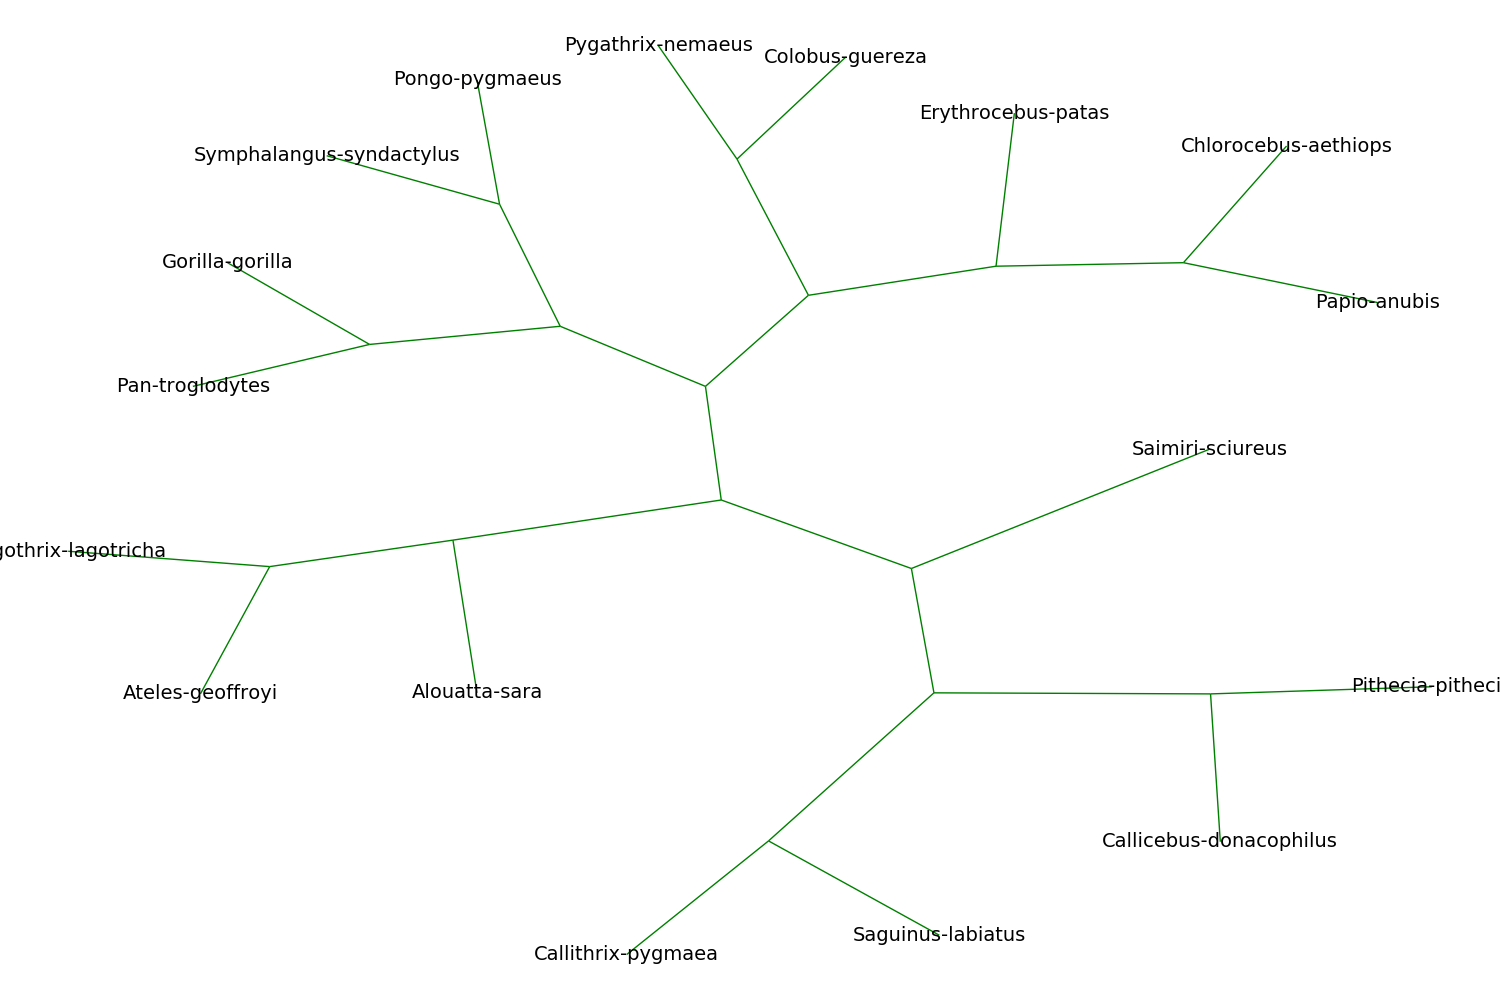 Pygathrix-nemaeus
Colobus-guereza
Pongo-pygmaeus
Erythrocebus-patas
Chlorocebus-aethiops
Symphalangus-syndactylus
Gorilla-gorilla
Papio-anubis
Pan-troglodytes
Saimiri-sciureus
gothrix-lagotricha
Pithecia-pitheci
Ateles-geoffroyi
Alouatta-sara
Callicebus-donacophilus
Saguinus-labiatus
Callithrix-pygmaea